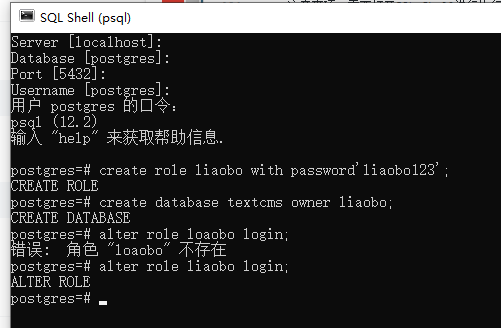 SQL Shell (psql)
Server [localhost]:
Database [postgres]:
Port [5432]:
Username [postgres]:
用户 postgres 的口令：
psql (12.2)
输入 "help" 来获取帮助信息.
postgres=# create role liaobo with password'liaobo123';
CREATE ROLE
postgres=# create database textcms owner liaobo;
CREATE DATABASE
postgres=# alter role loaobo login;
错误:  角色 "loaobo" 不存在
postgres=# alter role liaobo login;
ALTER ROLE
postgres=#